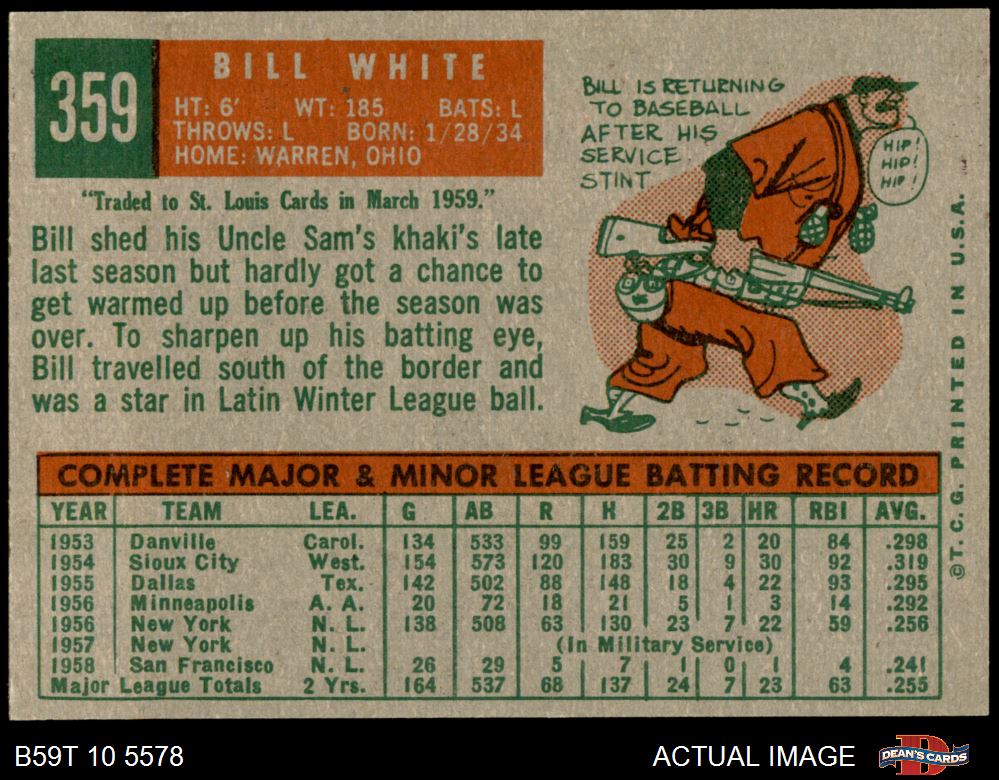 359
BILL WHITE
HT: 6' WT: 185 BATS: L
THROWS: L BORN: 1/28/34
HOME: WARREN, OHIO
"Traded to St. Louis Cards in March 1959."
Bill shed his Uncle Sam's khaki's late
last season but hardly got a chance to
get warmed up before the season was
over. To sharpen up his batting eye,
Bill travelled south of the border and
was a star in Latin Winter League ball.
BILL IS RETURNING
TO BASEBALL
AFTER HIS
SERVICE
STINT
HIP!
HIP!
HIP!
COMPLETE MAJOR & MINOR LEAGUE BATTING RECORD
YEAR TEAM LEA. G AB R H 2B 3B HR RBI AVG.
1953 Danville Carol. 134 533 99 159 25 2 20 84 .298
1954 Sioux City West. 154 573 120 183 30 9 30 92 .319
1955 Dallas Tex. 142 502 88 148 18 4 22 93 .295
1956 Minneapolis A. A. 20 72 18 21 5 1 3 14 .292
1956 New York N. L. 138 508 63 130 23 7 22 59 .256
1957 New York N. L. (In Military Service)
1958 San Francisco N. L. 26 29 5 7 1 0 1 4 .241
Major League Totals 2 Yrs. 164 537 68 137 24 7 23 63 .255
©T. C. G. PRINTED IN U.S.A.
B59T 10 5578
ACTUAL IMAGE
DEAN'S CARDS